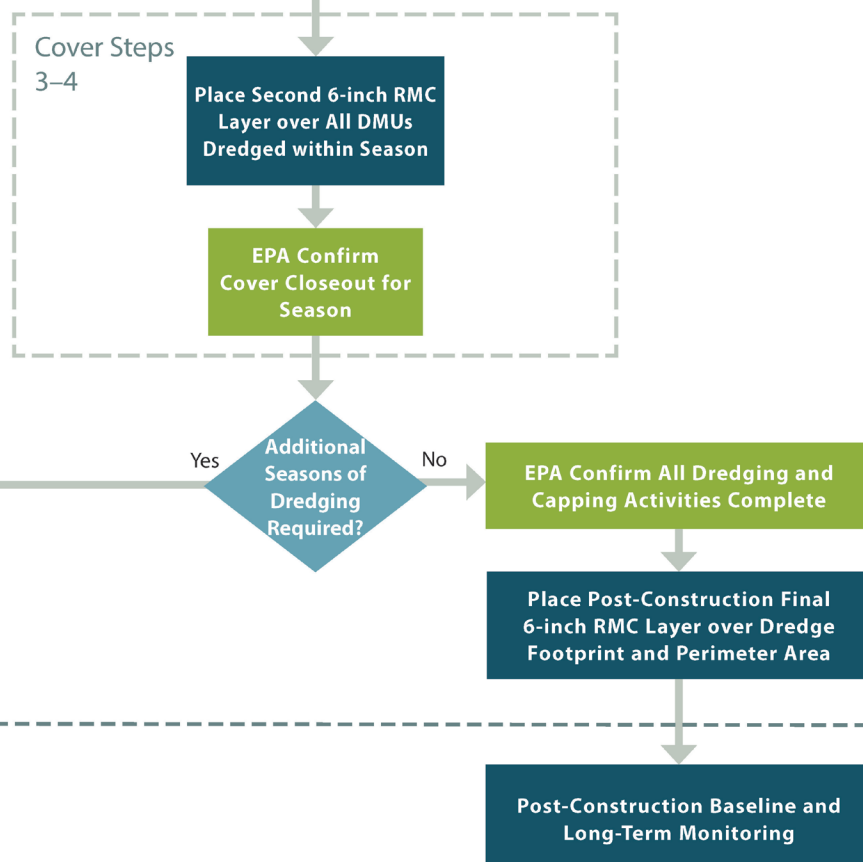 Cover Steps
3–4
Place Second 6-inch RMC
Layer over All DMUs
Dredged within Season
EPA Confirm
Cover Closeout for
Season
Additional
Seasons of
Dredging
Required?
Yes
No
EPA Confirm All Dredging and
Capping Activities Complete
Place Post-Construction Final
6-inch RMC Layer over Dredge
Footprint and Perimeter Area
Post-Construction Baseline and
Long-Term Monitoring